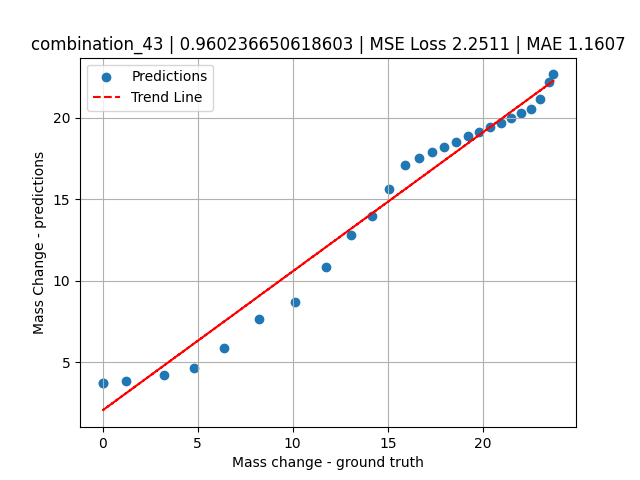 combination_43 | 0.960236650618603 | MSE Loss 2.2511 | MAE 1.1607
Predictions
Trend Line
20
15
10
5
Mass Change - predictions
0 5 10 15 20
Mass change - ground truth